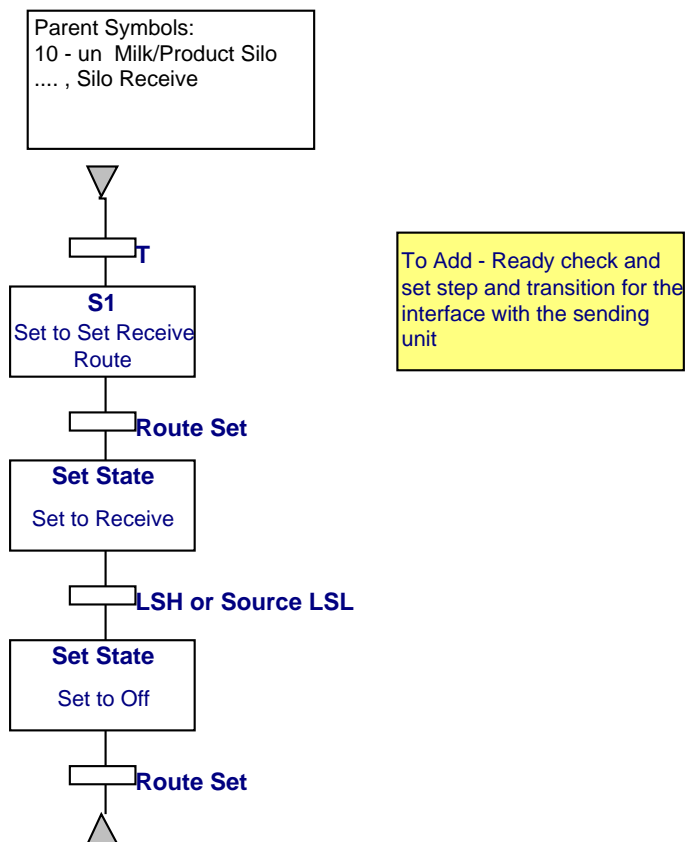 Parent Symbols:
10 - un  Milk/Product Silo
.... , Silo Receive
T
To Add - Ready check and
set step and transition for the
interface with the sending
unit
S1
Set to Set Receive
Route
Route Set
Set State
Set to Receive
LSH or Source LSL
Set State
Set to Off
Route Set